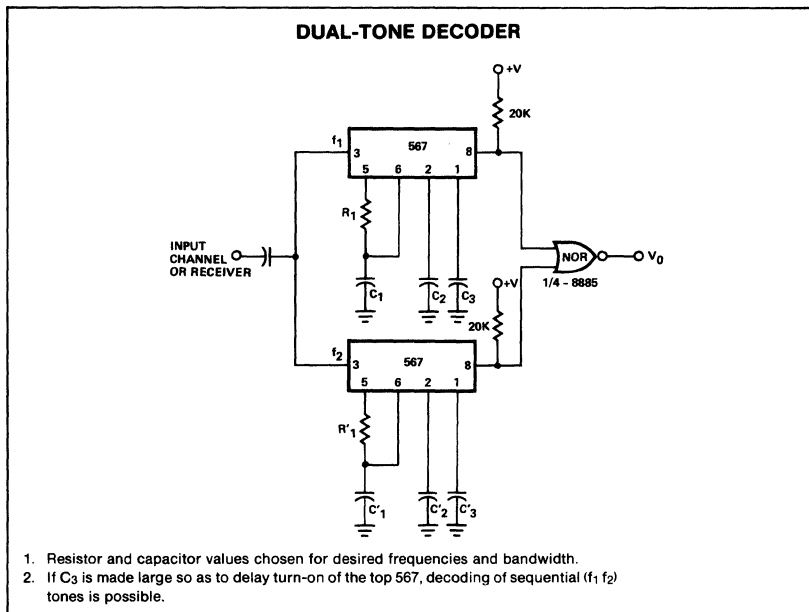 DUAL-TONE DECODER
+V
20K
f1
3
567
8
5 6 2 1
R1
INPUT
CHANNEL
OR RECEIVER
C1
C2
C3
NOR
V0
1/4 – 8885
+V
20K
f2
3
567
8
5 6 2 1
R'1
C'1
C'2
C'3
1. Resistor and capacitor values chosen for desired frequencies and bandwidth.
2. If C3 is made large so as to delay turn-on of the top 567, decoding of sequential (f1 f2)
tones is possible.